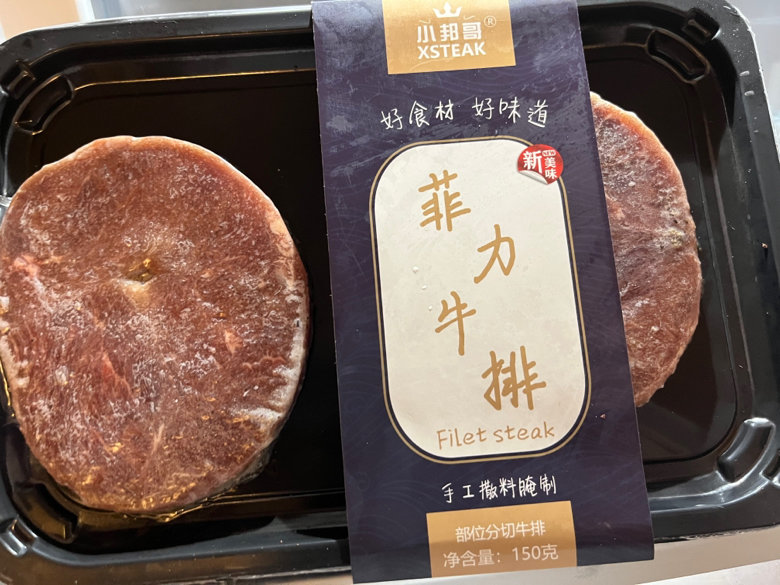 小邦哥®
XSTEAK
好食材 好味道
新
美味
菲
力
牛
排
Filet steak
手工撒料腌制
部位分切牛排
净含量：150克